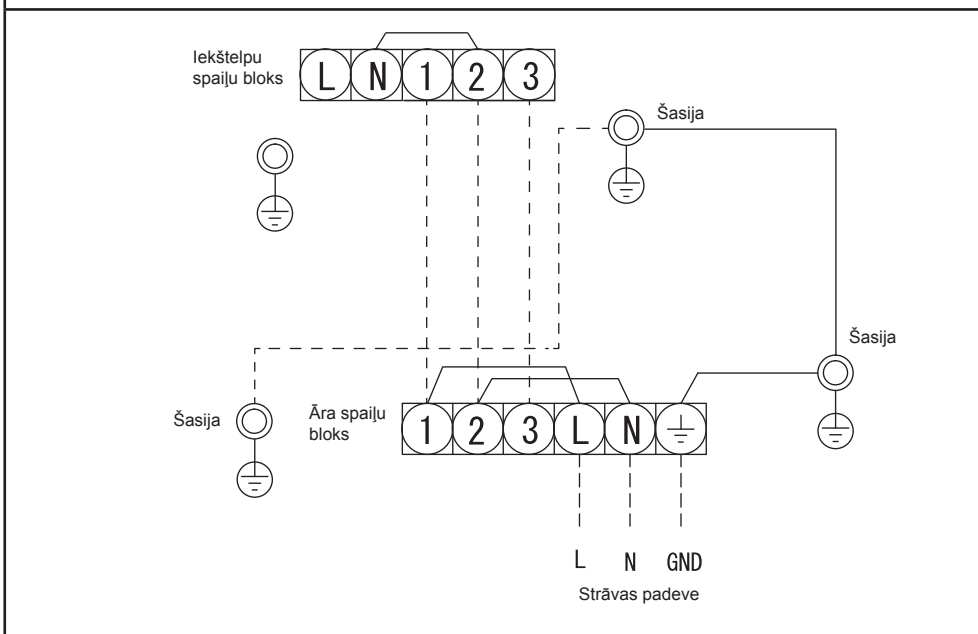 Iekštelpu
spaiļu bloks
L N 1 2 3
Šasija
Šasija
Šasija
Āra spaiļu
bloks
1 2 3 L N
L N GND
Strāvas padeve